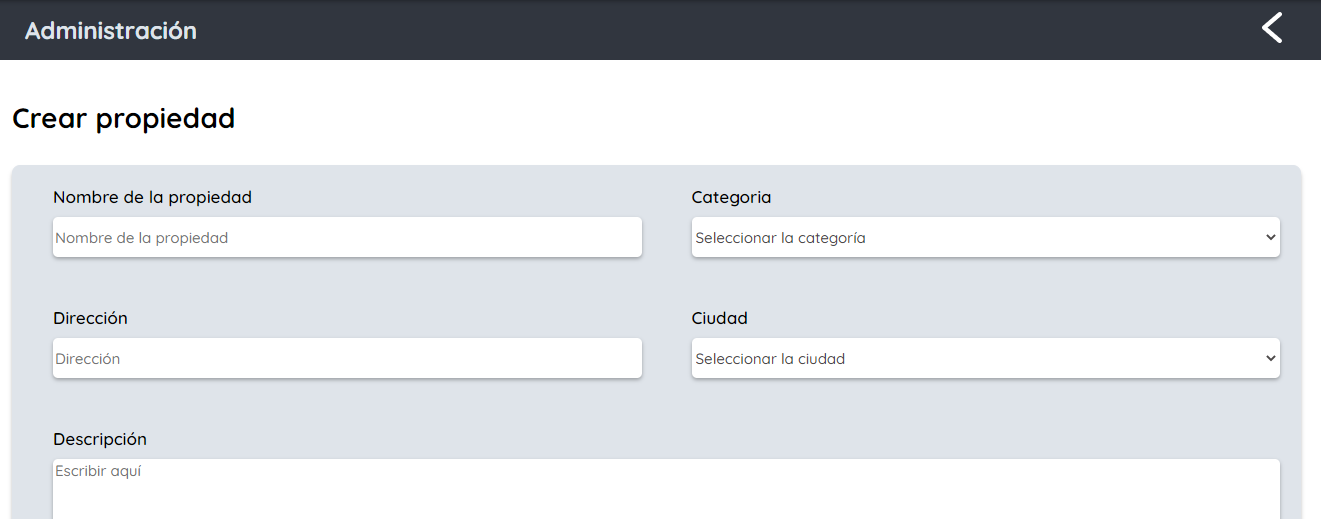 Administración
Crear propiedad
Nombre de la propiedad
Categoria
Nombre de la propiedad
Seleccionar la categoría
Dirección
Ciudad
Dirección
Seleccionar la ciudad
Descripción
Escribir aquí